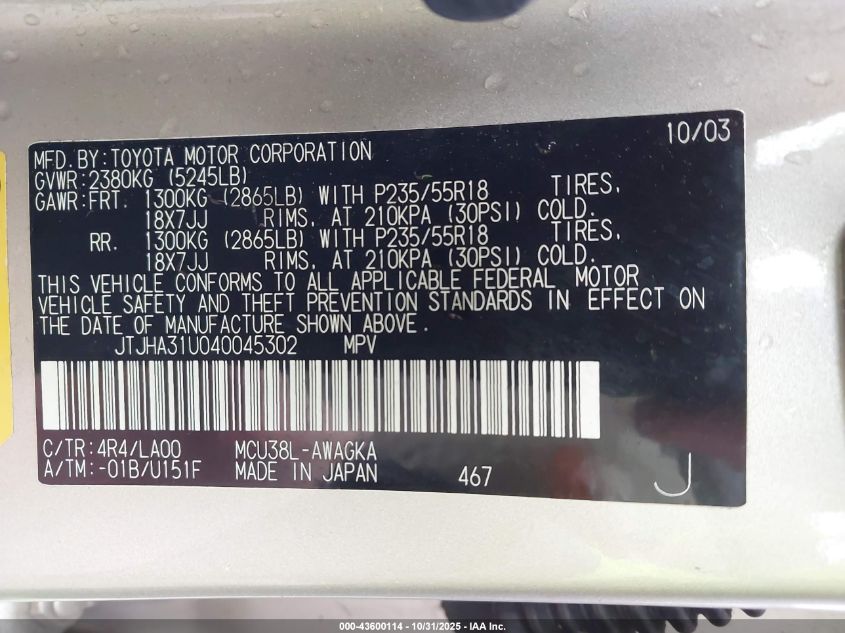 10/03
MFD.BY:TOYOTA MOTOR CORPORATION
GVWR:2380KG (5245LB)
GAWR:FRT. 1300KG (2865LB) WITH P235/55R18 TIRES,
18X7JJ RIMS, AT 210KPA (30PSI) COLD.
RR. 1300KG (2865LB) WITH P235/55R18 TIRES,
18X7JJ RIMS, AT 210KPA (30PSI) COLD.
THIS VEHICLE CONFORMS TO ALL APPLICABLE FEDERAL MOTOR
VEHICLE SAFETY AND THEFT PREVENTION STANDARDS IN EFFECT ON
THE DATE OF MANUFACTURE SHOWN ABOVE.
JTJHA31U040045302 MPV
C/TR:4R4/LA00 MCU38L-AWAGKA
A/TM:-01B/U151F MADE IN JAPAN 467 J
000-43600114 - 10/31/2025 - IAA Inc.